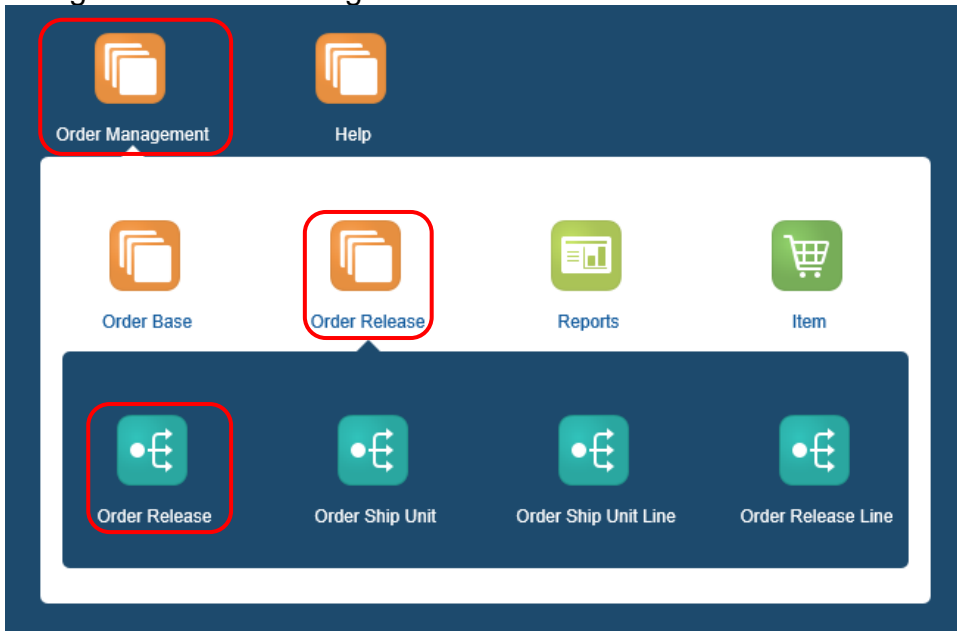 Order Management
Help
Order Base
Order Release
Reports
Item
Order Release
Order Ship Unit
Order Ship Unit Line
Order Release Line